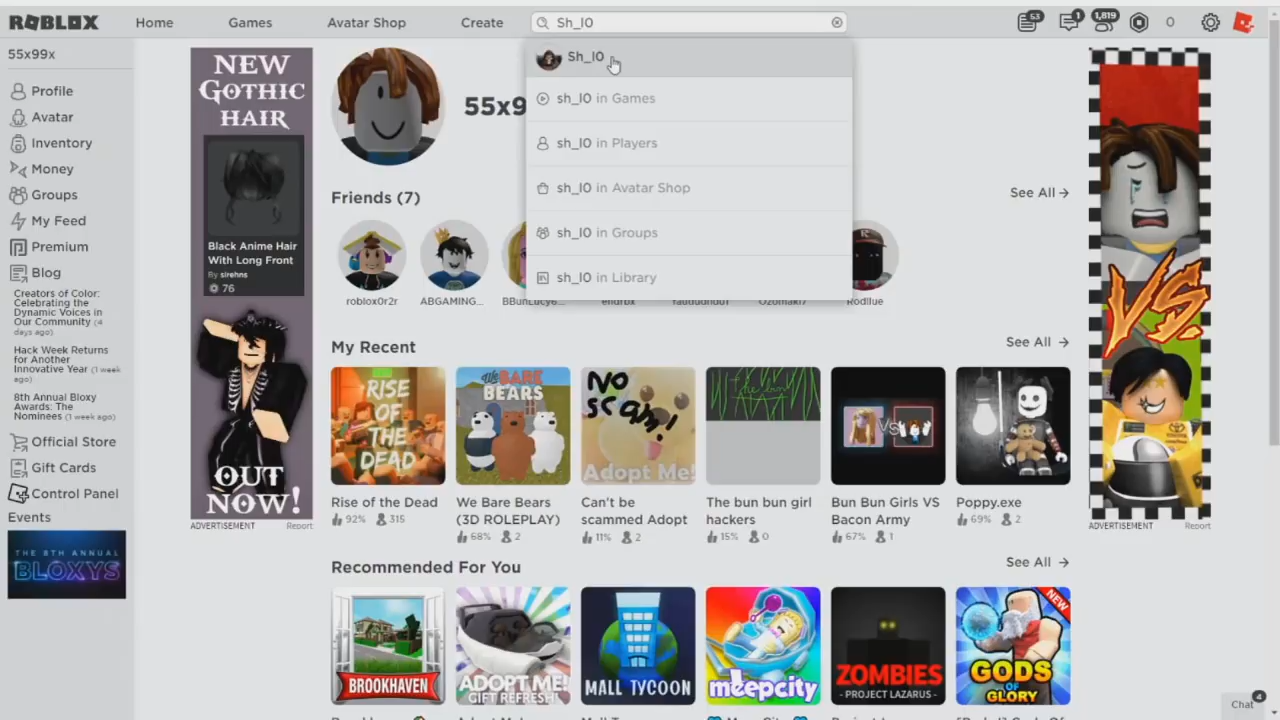 ROBLOX
Home
Games
Avatar Shop
Create
Sh_I0
53
1
1,819
0
55x99x
Profile
Avatar
Inventory
Money
Groups
My Feed
Premium
Blog
Creators of Color:
Celebrating the
Dynamic Voices in
Our Community (4
days ago)
Hack Week Returns
for Another
Innovative Year (1 week
ago)
8th Annual Bloxy
Awards: The
Nominees (1 week ago)
Official Store
Gift Cards
Control Panel
Events
THE 8TH ANNUAL
BLOXYS
NEW
GOTHIC
HAIR
Black Anime Hair
With Long Front
By sirehns
76
OUT
NOW!
ADVERTISEMENT
Report
55x9
Sh_I0
sh_I0 in Games
sh_I0 in Players
sh_I0 in Avatar Shop
sh_I0 in Groups
sh_I0 in Library
Friends (7)
See All →
roblox0r2r
ABGAMING...
BBunLucy6...
My Recent
See All →
RISE
OF
THE
DEAD
We BARE
BEARS
NO
SCAM!
Adopt Me!
VS
Rise of the Dead
92% 315
We Bare Bears
(3D ROLEPLAY)
68% 2
Can't be
scammed Adopt
11% 2
The bun bun girl
hackers
15% 0
Bun Bun Girls VS
Bacon Army
67% 1
Poppy.exe
69% 2
Recommended For You
See All →
BROOKHAVEN
ADOPT ME!
GIFT REFRESH!
MALL TYCOON
meepcity
ZOMBIES
- PROJECT LAZARUS -
NEW
GODS
OF
GLORY
VS.
TOYOTA
ADVERTISEMENT
Report
Chat
4